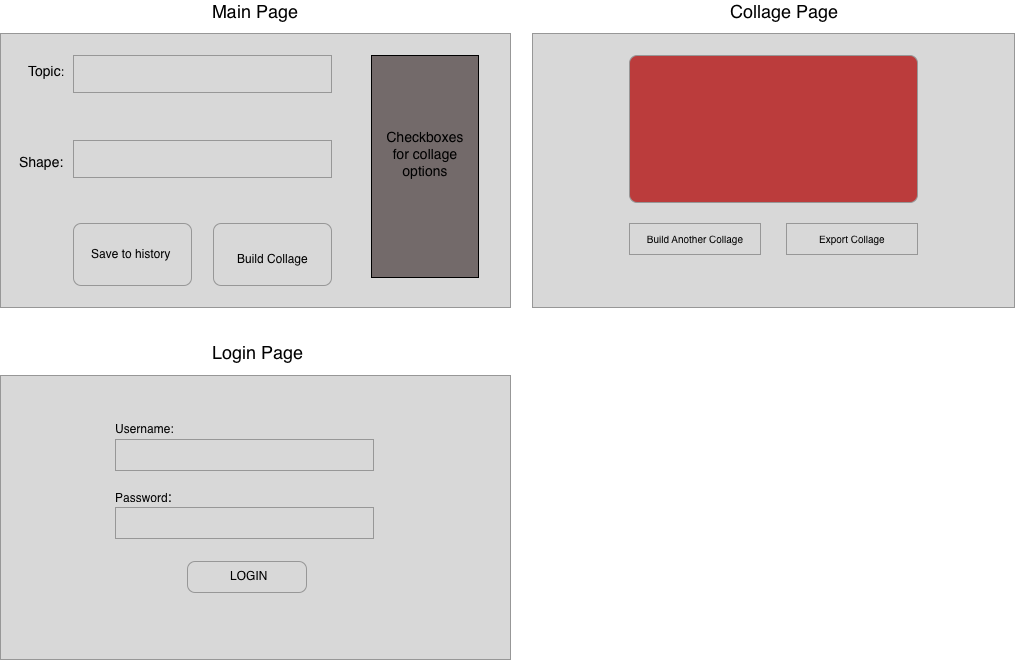 Main Page
Collage Page
Topic:
Shape:
Checkboxes
for collage
options
Save to history
Build Collage
Build Another Collage
Export Collage
Login Page
Username:
Password:
LOGIN